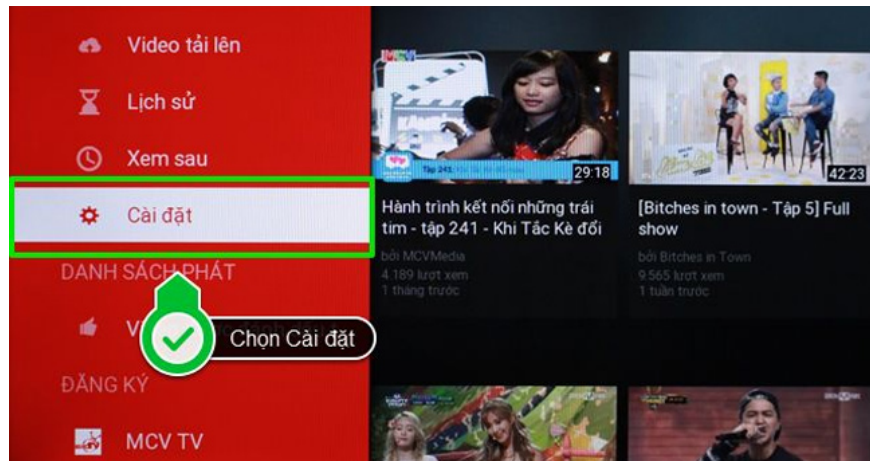 Video tải lên
Lịch sử
Xem sau
Cài đặt
DANH SÁCH PHÁT
V
Chọn Cài đặt
ĐĂNG KÝ
MCV TV
MCV
Tập 241:
29:18
Hành trình kết nối những trái
tim - tập 241 - Khi Tắc Kè đổi
bởi MCVMedia
4.189 lượt xem
1 tháng trước
42:23
[Bitches in town - Tập 5] Full
show
bởi Bitches in Town
9.565 lượt xem
1 tuần trước